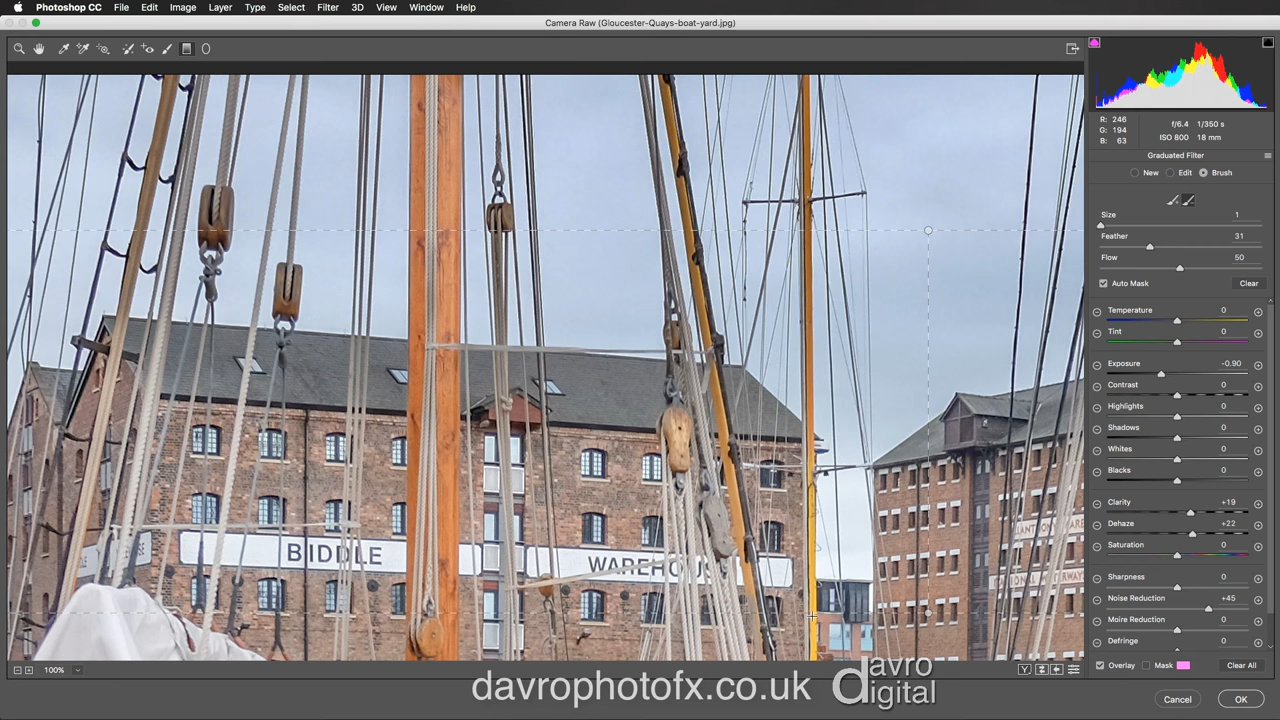 Photoshop CC File Edit Image Layer Type Select Filter 3D View Window Help
Camera Raw (Gloucester-Quays-boat-yard.jpg)
R: 246
G: 194
B: 63
f/6.4 1/350 s
ISO 800 18 mm
Graduated Filter
New Edit Brush
Size 1
Feather 31
Flow 50
Auto Mask Clear
Temperature 0
Tint 0
Exposure -0.90
Contrast 0
Highlights 0
Shadows 0
Whites 0
Blacks 0
Clarity +19
Dehaze +22
Saturation 0
Sharpness 0
Noise Reduction +45
Moire Reduction 0
Defringe 0
BIDDLE WAREHOUS
100%
Y
Overlay Mask Clear All
davrophotofx.co.uk
davro
digital
Cancel OK